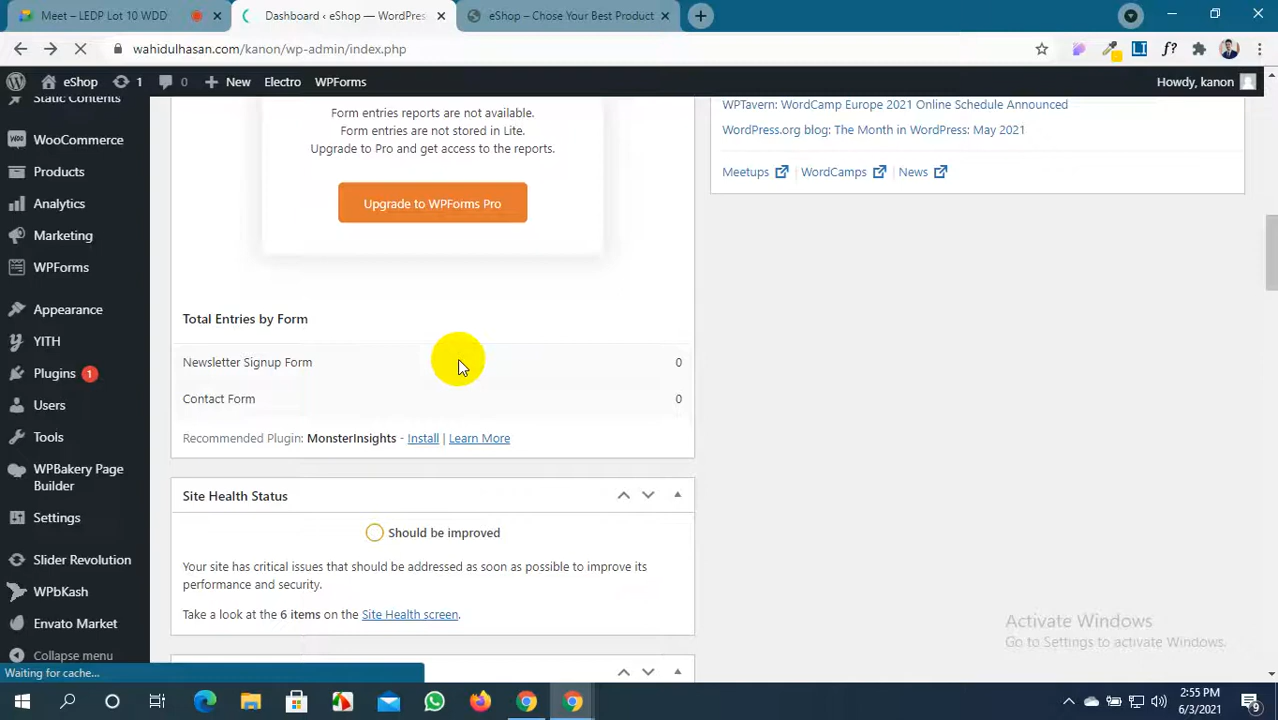 Meet – LEDP Lot 10 WDD
Dashboard ‹ eShop — WordPres
eShop – Chose Your Best Product
wahidulhasan.com/kanon/wp-admin/index.php
eShop
1
0
New
Electro
WPForms
Howdy, kanon
Static Contents
WooCommerce
Products
Analytics
Marketing
WPForms
Appearance
YITH
Plugins 1
Users
Tools
WPBakery Page
Builder
Settings
Slider Revolution
WPbKash
Envato Market
Collapse menu
Form entries reports are not available.
Form entries are not stored in Lite.
Upgrade to Pro and get access to the reports.
Upgrade to WPForms Pro
Total Entries by Form
Newsletter Signup Form 0
Contact Form 0
Recommended Plugin: MonsterInsights - Install | Learn More
Site Health Status
Should be improved
Your site has critical issues that should be addressed as soon as possible to improve its
performance and security.
Take a look at the 6 items on the Site Health screen.
WPTavern: WordCamp Europe 2021 Online Schedule Announced
WordPress.org blog: The Month in WordPress: May 2021
Meetups | WordCamps | News
Activate Windows
Go to Settings to activate Windows.
Waiting for cache...
2:55 PM
6/3/2021
9